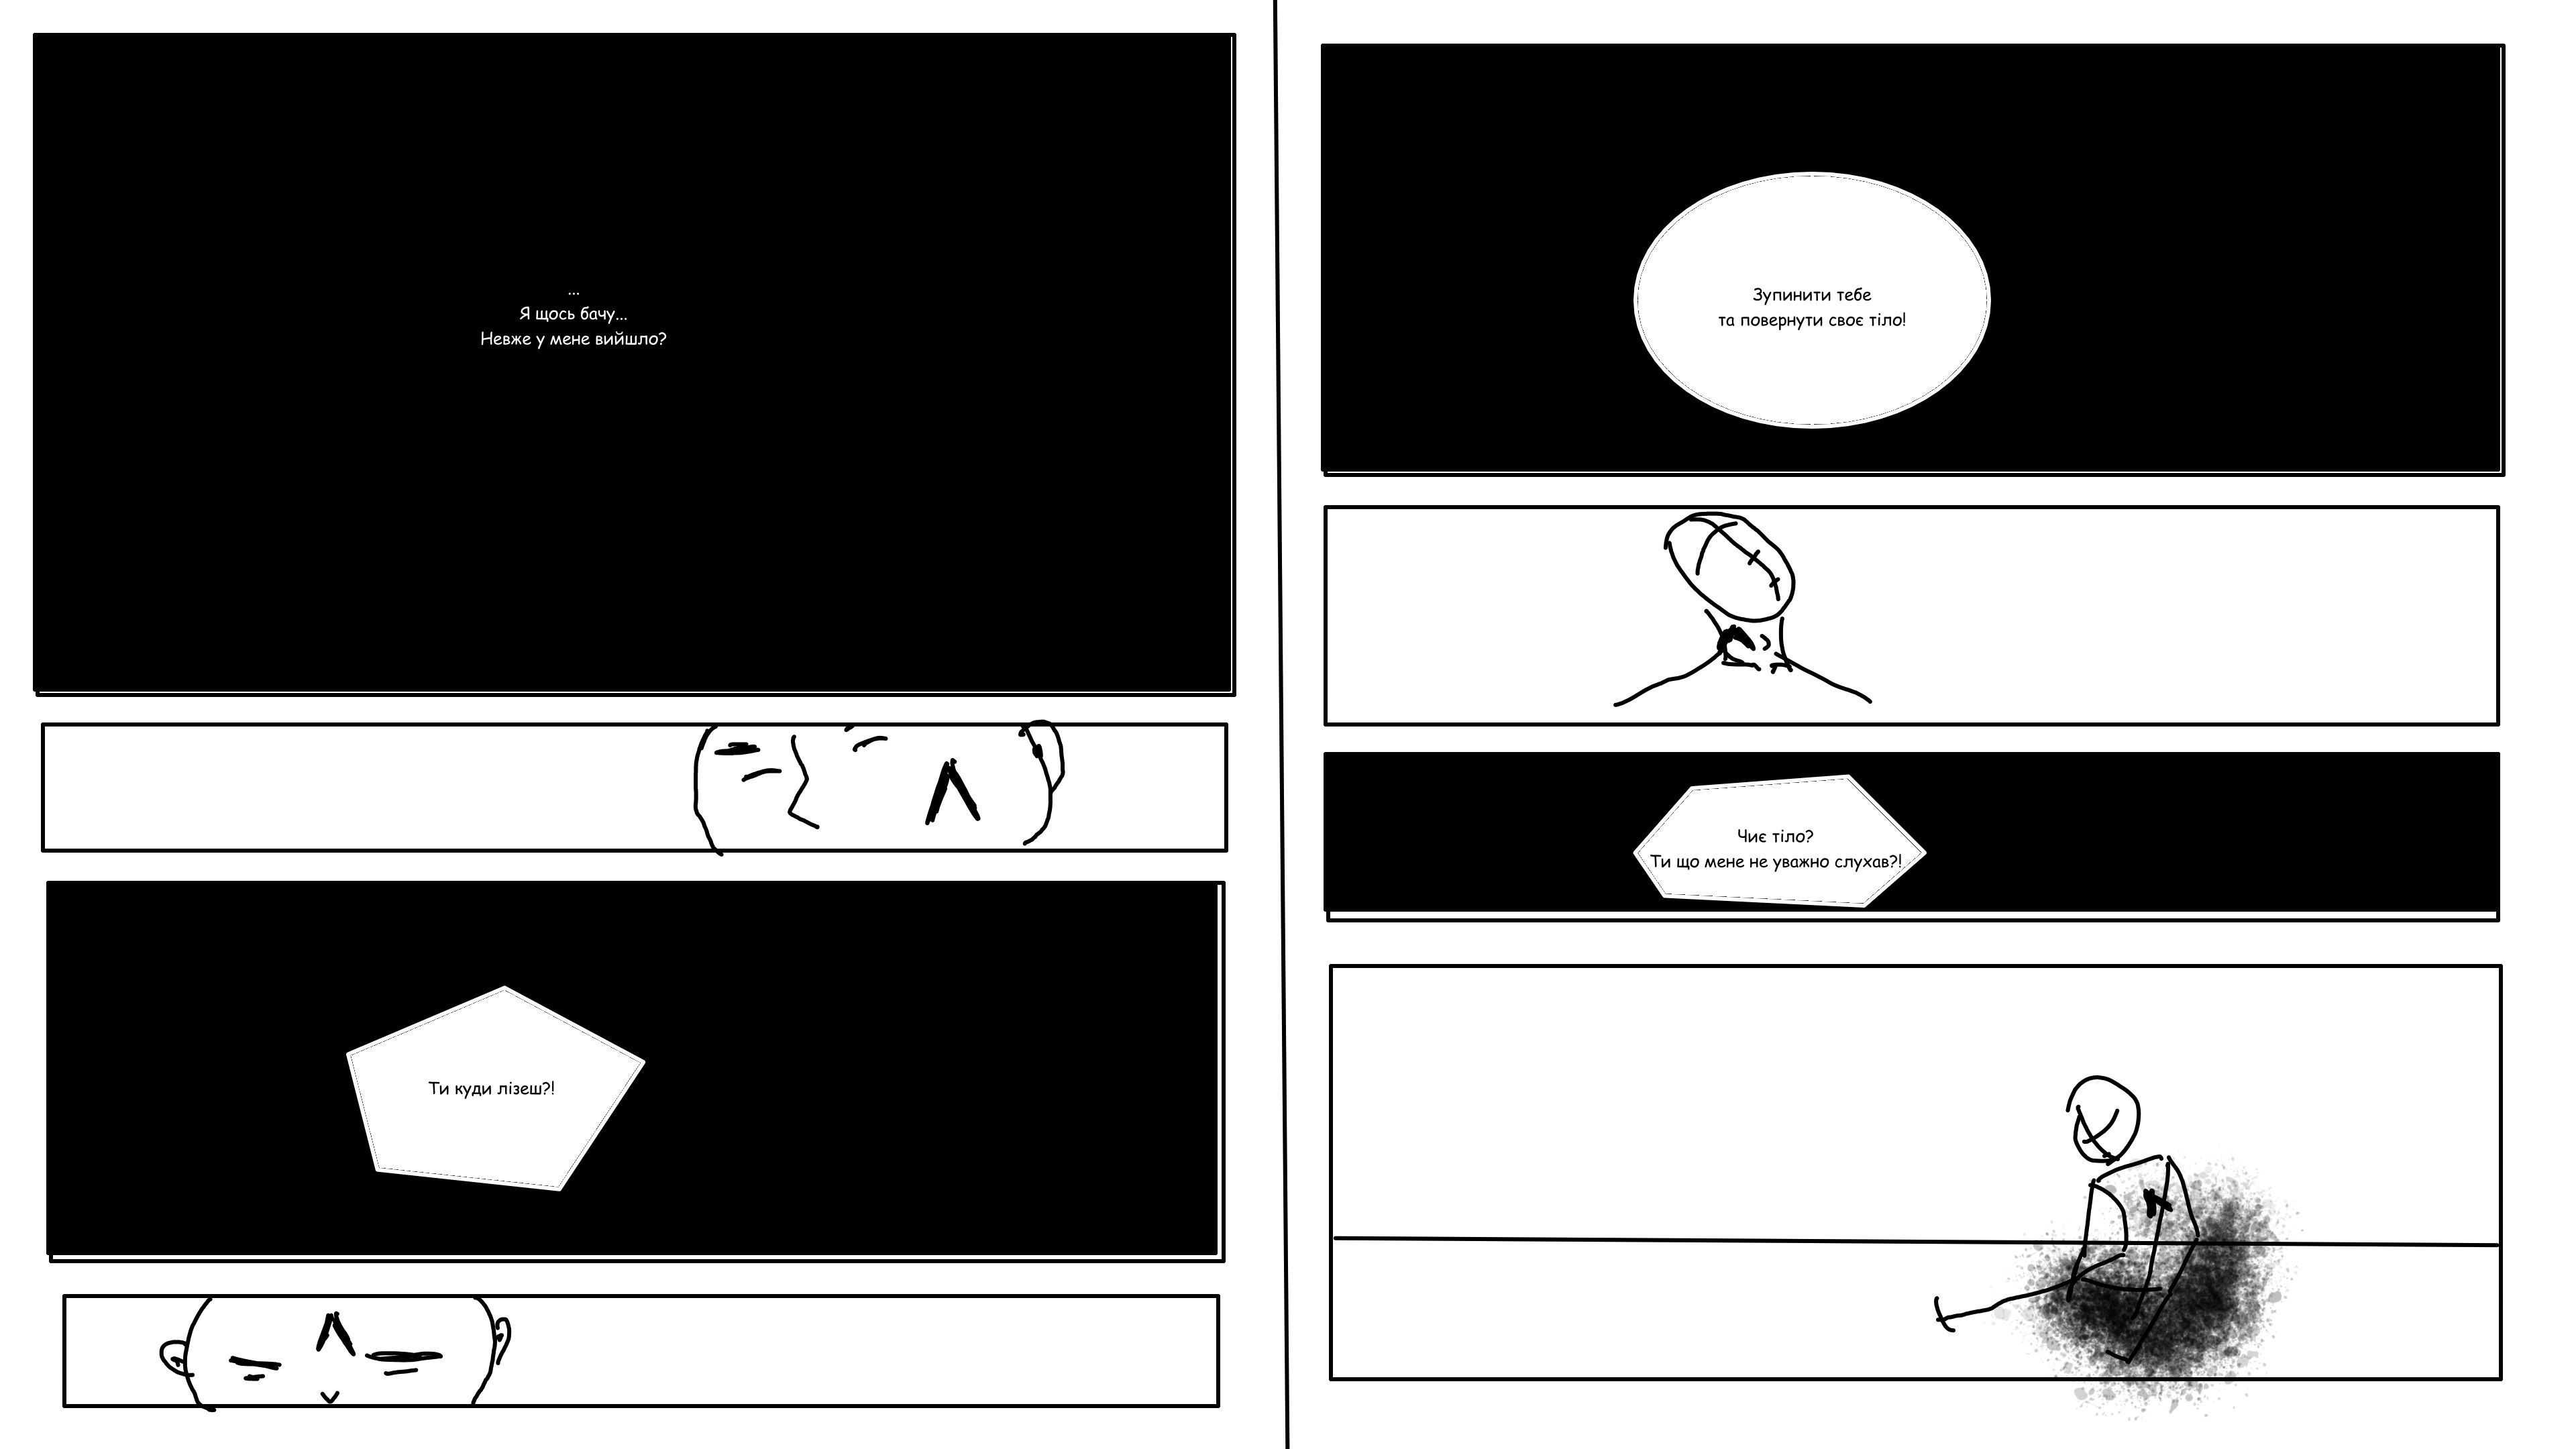 ...
Я щось бачу...
Невже у мене вийшло?
Ти куди лізеш?!
Зупинити тебе
та повернути своє тіло!
Чиє тіло?
Ти що мене не уважно слухав?!